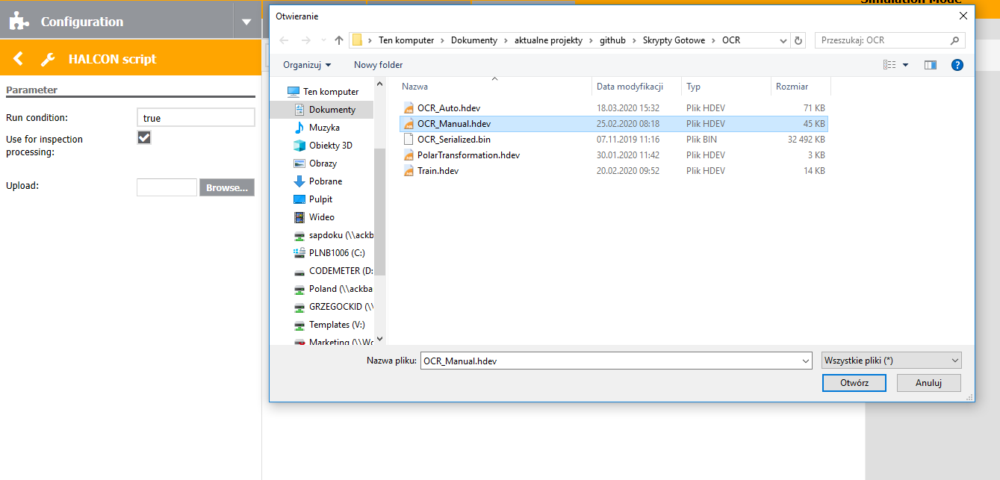 Simulation Mode
Configuration
HALCON script
Parameter
Run condition: true
Use for inspection
processing:
Upload: Browse...
Otwieranie
Ten komputer > Dokumenty > aktualne projekty > github > Skrypty Gotowe > OCR
Przeszukaj: OCR
Organizuj Nowy folder
Ten komputer
Dokumenty
Muzyka
Obiekty 3D
Obrazy
Pobrane
Pulpit
Wideo
sapdoku (\\ackb
PLNB1006 (C:)
CODEMETER (D:
Poland (\\ackba
GRZEGOCKID (\\
Templates (V:)
Marketing (\\Wo
Nazwa Data modyfikacji Typ Rozmiar
OCR_Auto.hdev 18.03.2020 15:32 Plik HDEV 71 KB
OCR_Manual.hdev 25.02.2020 08:18 Plik HDEV 45 KB
OCR_Serialized.bin 07.11.2019 11:16 Plik BIN 32 492 KB
PolarTransformation.hdev 30.01.2020 11:42 Plik HDEV 3 KB
Train.hdev 20.02.2020 09:52 Plik HDEV 14 KB
Nazwa pliku: OCR_Manual.hdev
Wszystkie pliki (*)
Otwórz Anuluj